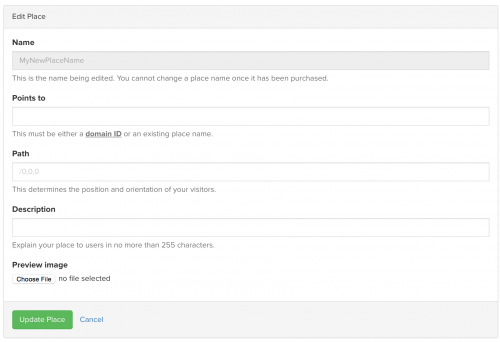 Edit Place
Name
MyNewPlaceName
This is the name being edited. You cannot change a place name once it has been purchased.
Points to
This must be either a domain ID or an existing place name.
Path
/0,0,0
This determines the position and orientation of your visitors.
Description
Explain your place to users in no more than 255 characters.
Preview image
Choose File no file selected
Update Place Cancel